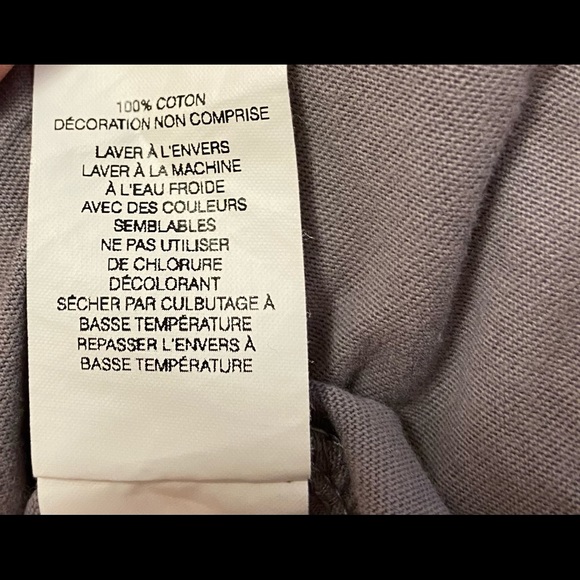 100% COTON
DÉCORATION NON COMPRISE
LAVER À L'ENVERS
LAVER À LA MACHINE
À L'EAU FROIDE
AVEC DES COULEURS
SEMBLABLES
NE PAS UTILISER
DE CHLORURE
DÉCOLORANT
SÉCHER PAR CULBUTAGE À
BASSE TEMPÉRATURE
REPASSER L'ENVERS À
BASSE TEMPÉRATURE